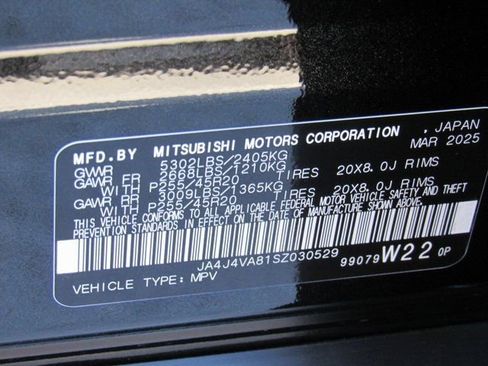 MFD.BY MITSUBISHI MOTORS CORPORATION , JAPAN
MAR 2025
GVWR 5302LBS/2405KG
GAWR FR 2668LBS/1210KG
WITH P255/45R20 TIRES 20X8.0J RIMS
GAWR RR 3009LBS/1365KG
WITH P255/45R20 TIRES 20X8.0J RIMS
THIS VEHICLE CONFORMS TO ALL APPLICABLE FEDERAL MOTOR VEHICLE SAFETY AND THEFT
PREVENTION STANDARDS IN EFFECT ON THE DATE OF MANUFACTURE SHOWN ABOVE.
JA4J4VA81SZ030529
VEHICLE TYPE: MPV
99079 W22 0P